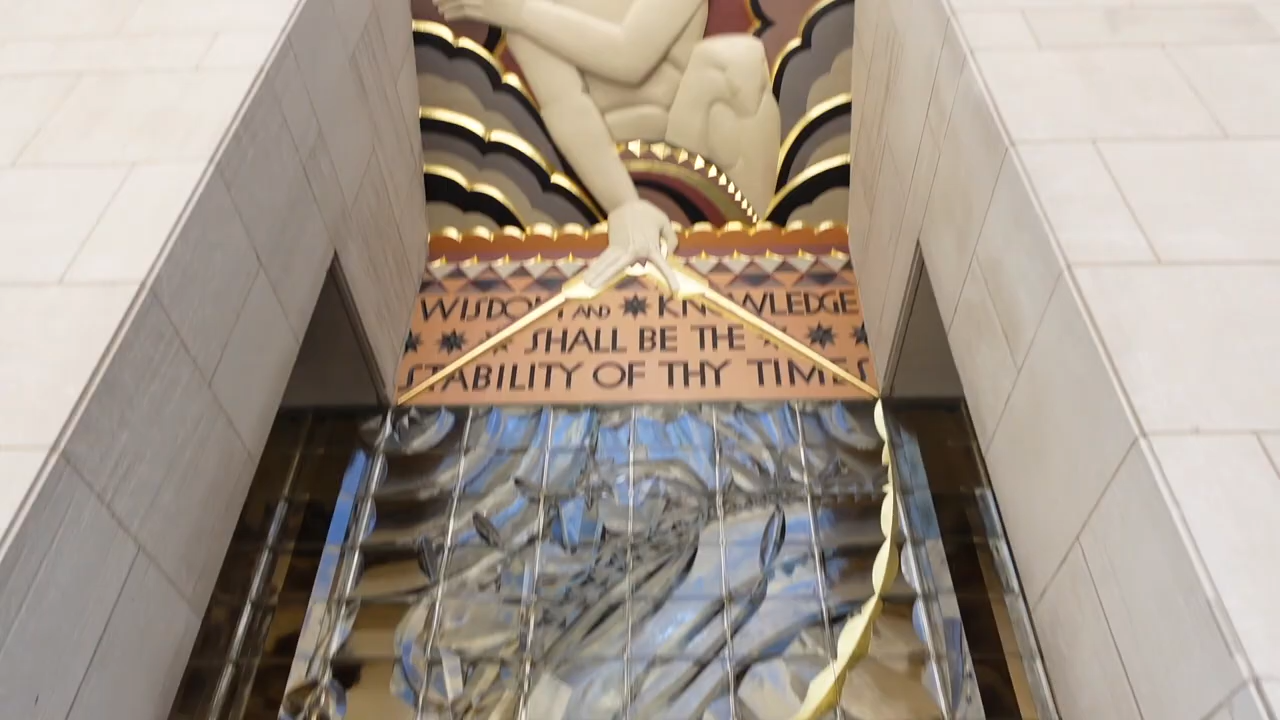 WISDOM AND KNOWLEDGE
SHALL BE THE
STABILITY OF THY TIMES